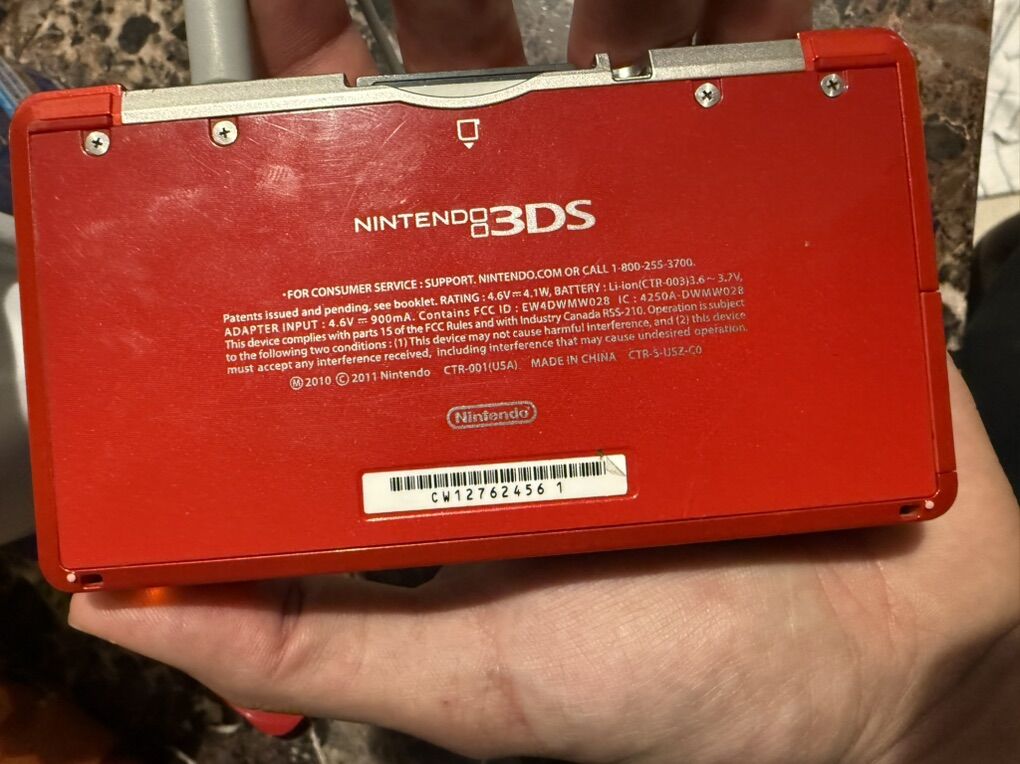 NINTENDO 3DS
•FOR CONSUMER SERVICE : SUPPORT. NINTENDO.COM OR CALL 1-800-255-3700.
Patents issued and pending, see booklet. RATING : 4.6V⎓4.1W, BATTERY : Li-ion(CTR-003)3.6～3.7V,
ADAPTER INPUT : 4.6V ⎓ 900mA. Contains FCC ID : EW4DWMW028 IC : 4250A-DWMW028
This device complies with parts 15 of the FCC Rules and with Industry Canada RSS-210. Operation is subject
to the following two conditions : (1) This device may not cause harmful interference, and (2) this device
must accept any interference received, including interference that may cause undesired operation.
Ⓜ 2010 Ⓒ 2011 Nintendo CTR-001(USA) MADE IN CHINA CTR-S-USZ-C0
Nintendo
CW12762456 1